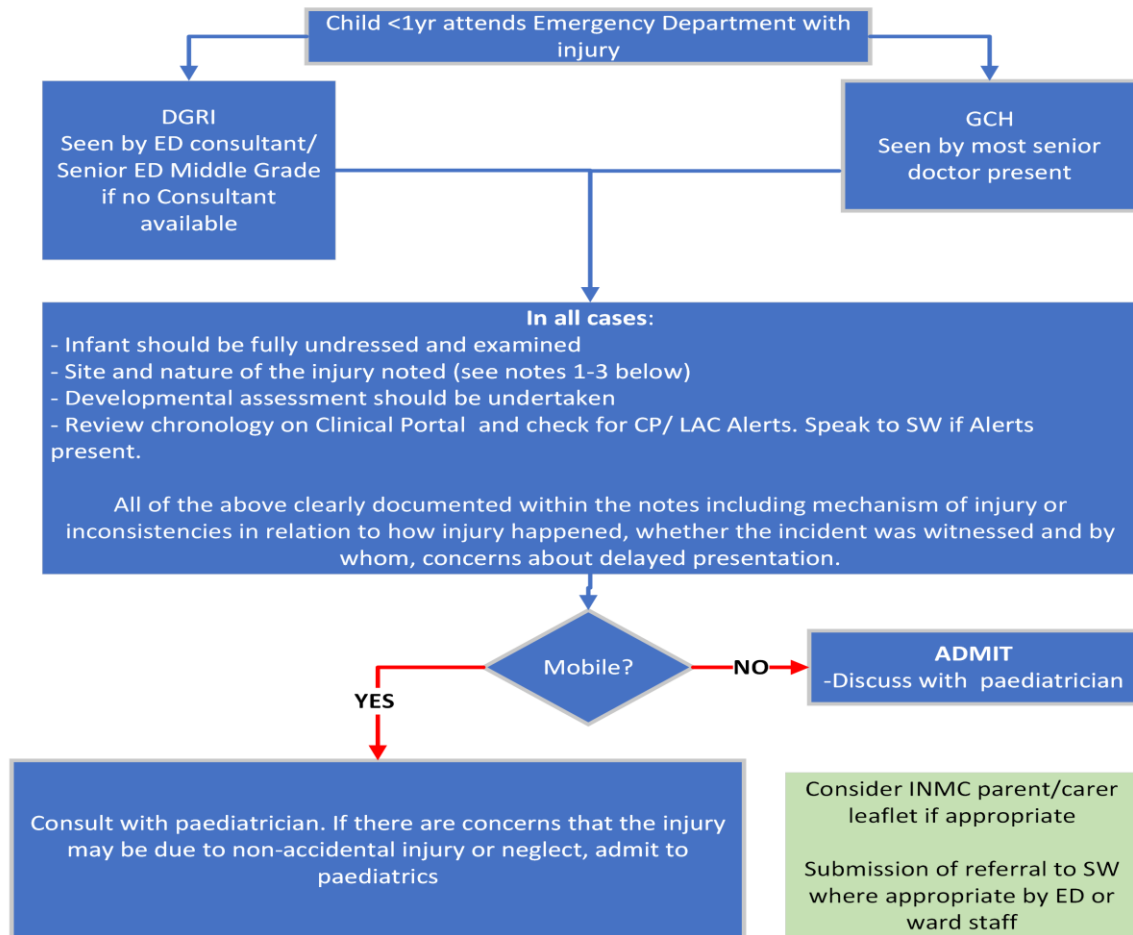 Child <1yr attends Emergency Department with
injury
DGRI
Seen by ED consultant/
Senior ED Middle Grade
if no Consultant
available
GCH
Seen by most senior
doctor present
In all cases:
- Infant should be fully undressed and examined
- Site and nature of the injury noted (see notes 1-3 below)
- Developmental assessment should be undertaken
- Review chronology on Clinical Portal and check for CP/ LAC Alerts. Speak to SW if Alerts
present.
All of the above clearly documented within the notes including mechanism of injury or
inconsistencies in relation to how injury happened, whether the incident was witnessed and by
whom, concerns about delayed presentation.
Mobile?
NO
ADMIT
-Discuss with paediatrician
YES
Consult with paediatrician. If there are concerns that the injury
may be due to non-accidental injury or neglect, admit to
paediatrics
Consider INMC parent/carer
leaflet if appropriate
Submission of referral to SW
where appropriate by ED or
ward staff